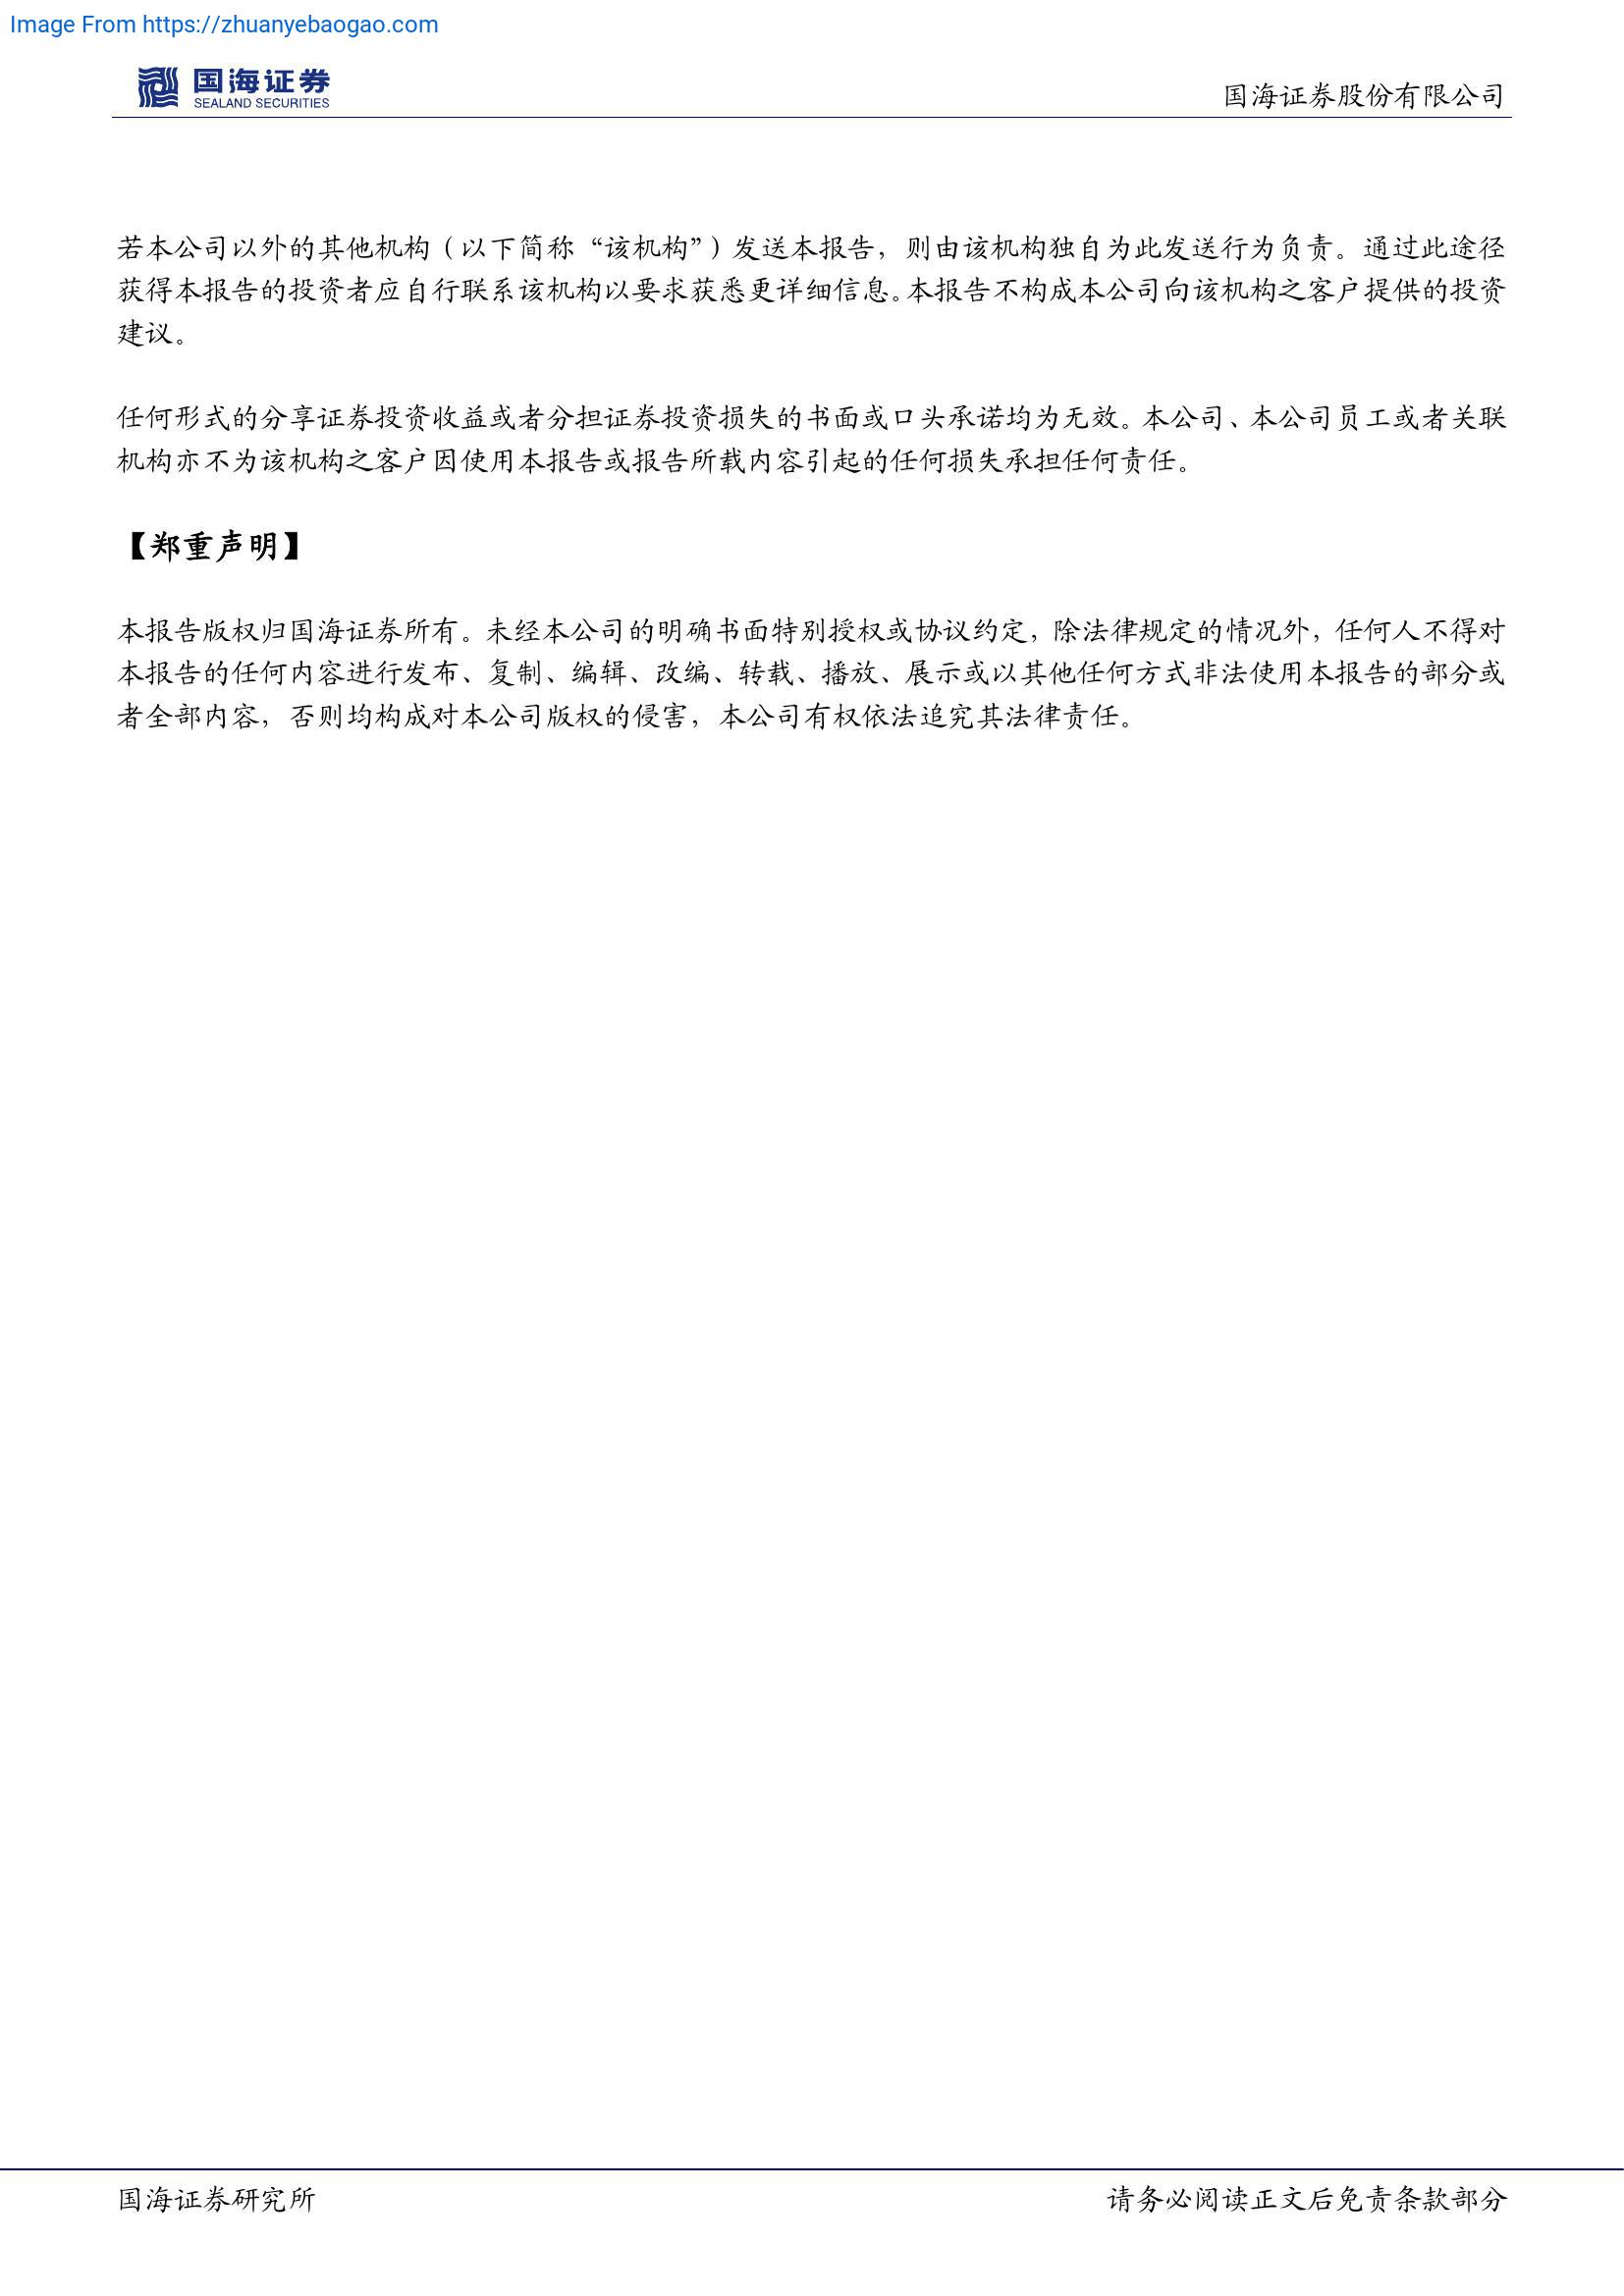 Image From https://zhuanyebaogao.com
国海证券
SEALAND SECURITIES
国海证券股份有限公司
若本公司以外的其他机构（以下简称“该机构”）发送本报告，则由该机构独自为此发送行为负责。通过此途径
获得本报告的投资者应自行联系该机构以要求获悉更详细信息。本报告不构成本公司向该机构之客户提供的投资
建议。
任何形式的分享证券投资收益或者分担证券投资损失的书面或口头承诺均为无效。本公司、本公司员工或者关联
机构亦不为该机构之客户因使用本报告或报告所载内容引起的任何损失承担任何责任。
【郑重声明】
本报告版权归国海证券所有。未经本公司的明确书面特别授权或协议约定，除法律规定的情况外，任何人不得对
本报告的任何内容进行发布、复制、编辑、改编、转载、播放、展示或以其他任何方式非法使用本报告的部分或
者全部内容，否则均构成对本公司版权的侵害，本公司有权依法追究其法律责任。
国海证券研究所
请务必阅读正文后免责条款部分